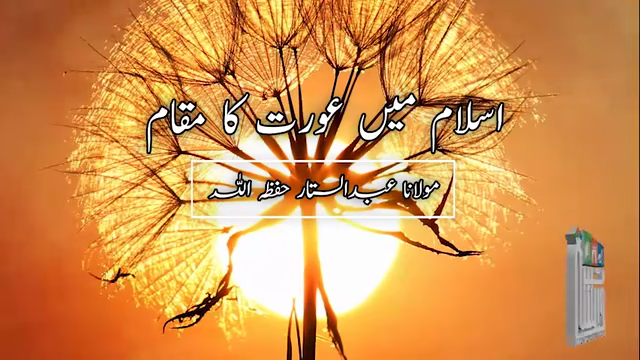 اسلام میں عورت کا مقام
مولانا عبدالستار حفظہ اللہ